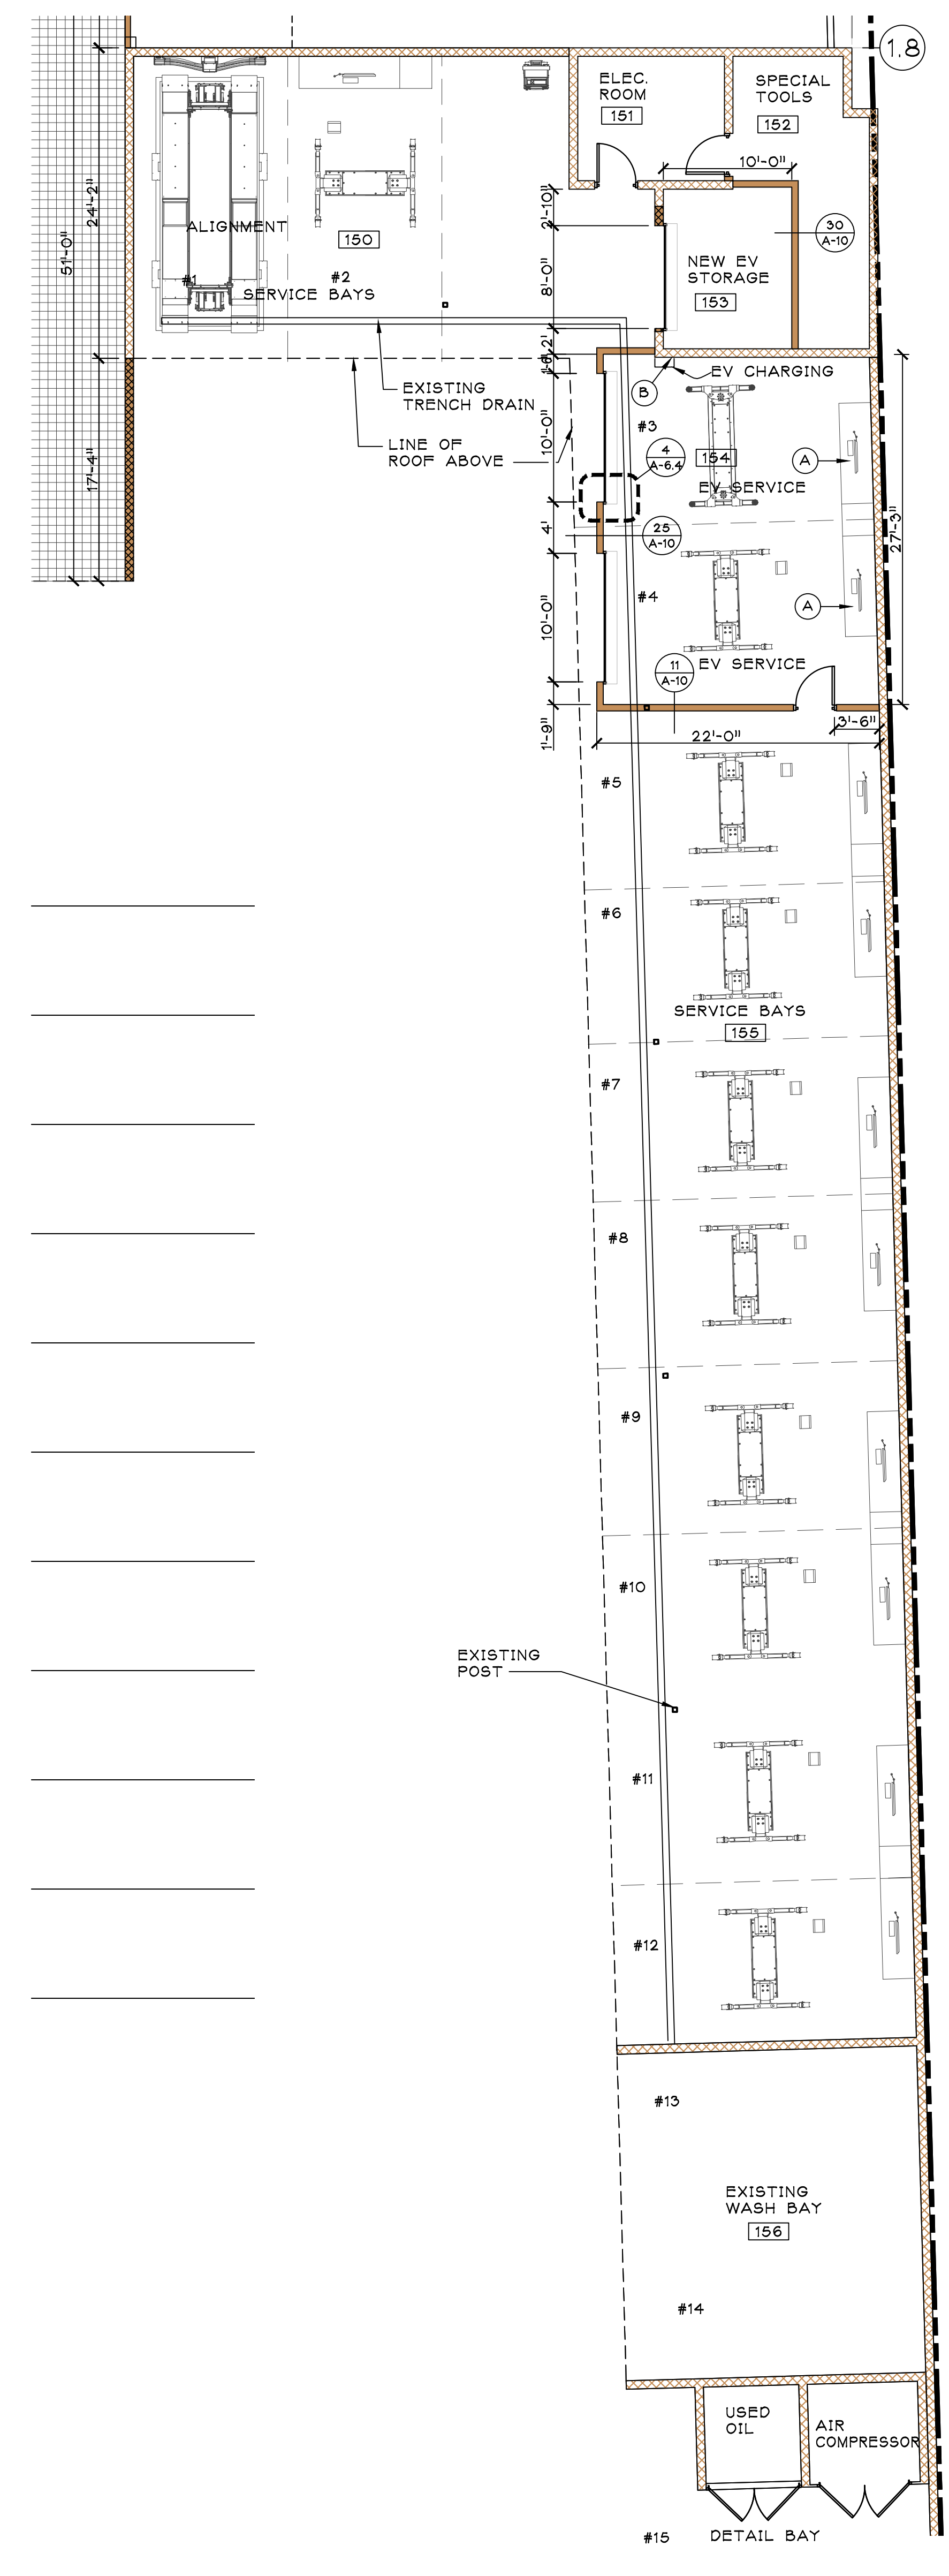 1.8
ELEC.
ROOM
151
SPECIAL
TOOLS
152
10'-0"
24'-2"
51'-0"
17'-4"
ALIGNMENT
150
#1
#2
SERVICE BAYS
2'-10"
8'-0"
30
A-10
NEW EV
STORAGE
153
2'
EXISTING
TRENCH DRAIN
LINE OF
ROOF ABOVE
B
EV CHARGING
10'-0"
#3
4
A-6.4
154
A
EV SERVICE
4'
25
A-10
27'-3"
10'-0"
#4
A
11
A-10
EV SERVICE
1'-9"
3'-6"
22'-0"
#5
#6
SERVICE BAYS
155
#7
#8
#9
#10
EXISTING
POST
#11
#12
#13
EXISTING
WASH BAY
156
#14
USED
OIL
AIR
COMPRESSOR
#15
DETAIL BAY